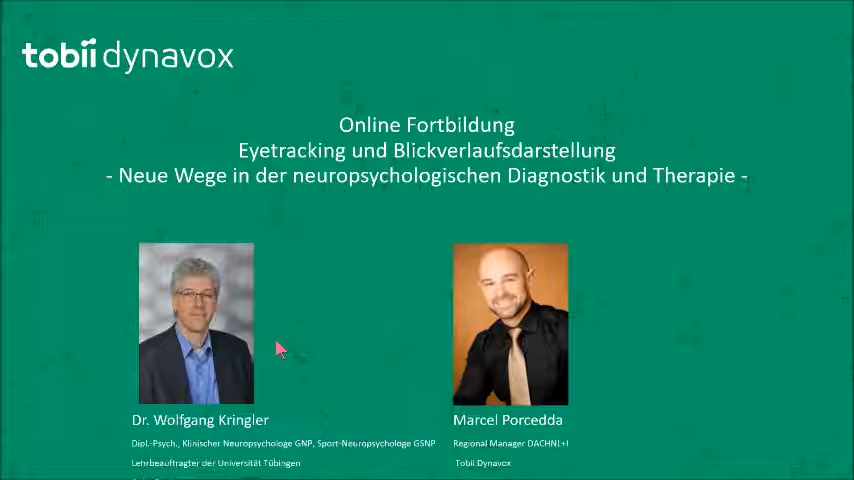 tobii dynavox
Online Fortbildung
Eyetracking und Blickverlaufsdarstellung
- Neue Wege in der neuropsychologischen Diagnostik und Therapie -
Dr. Wolfgang Kringler
Dipl.-Psych., Klinischer Neuropsychologe GNP, Sport-Neuropsychologe GSNP
Lehrbeauftragter der Universität Tübingen
Marcel Porcedda
Regional Manager DACHNL+I
Tobii Dynavox